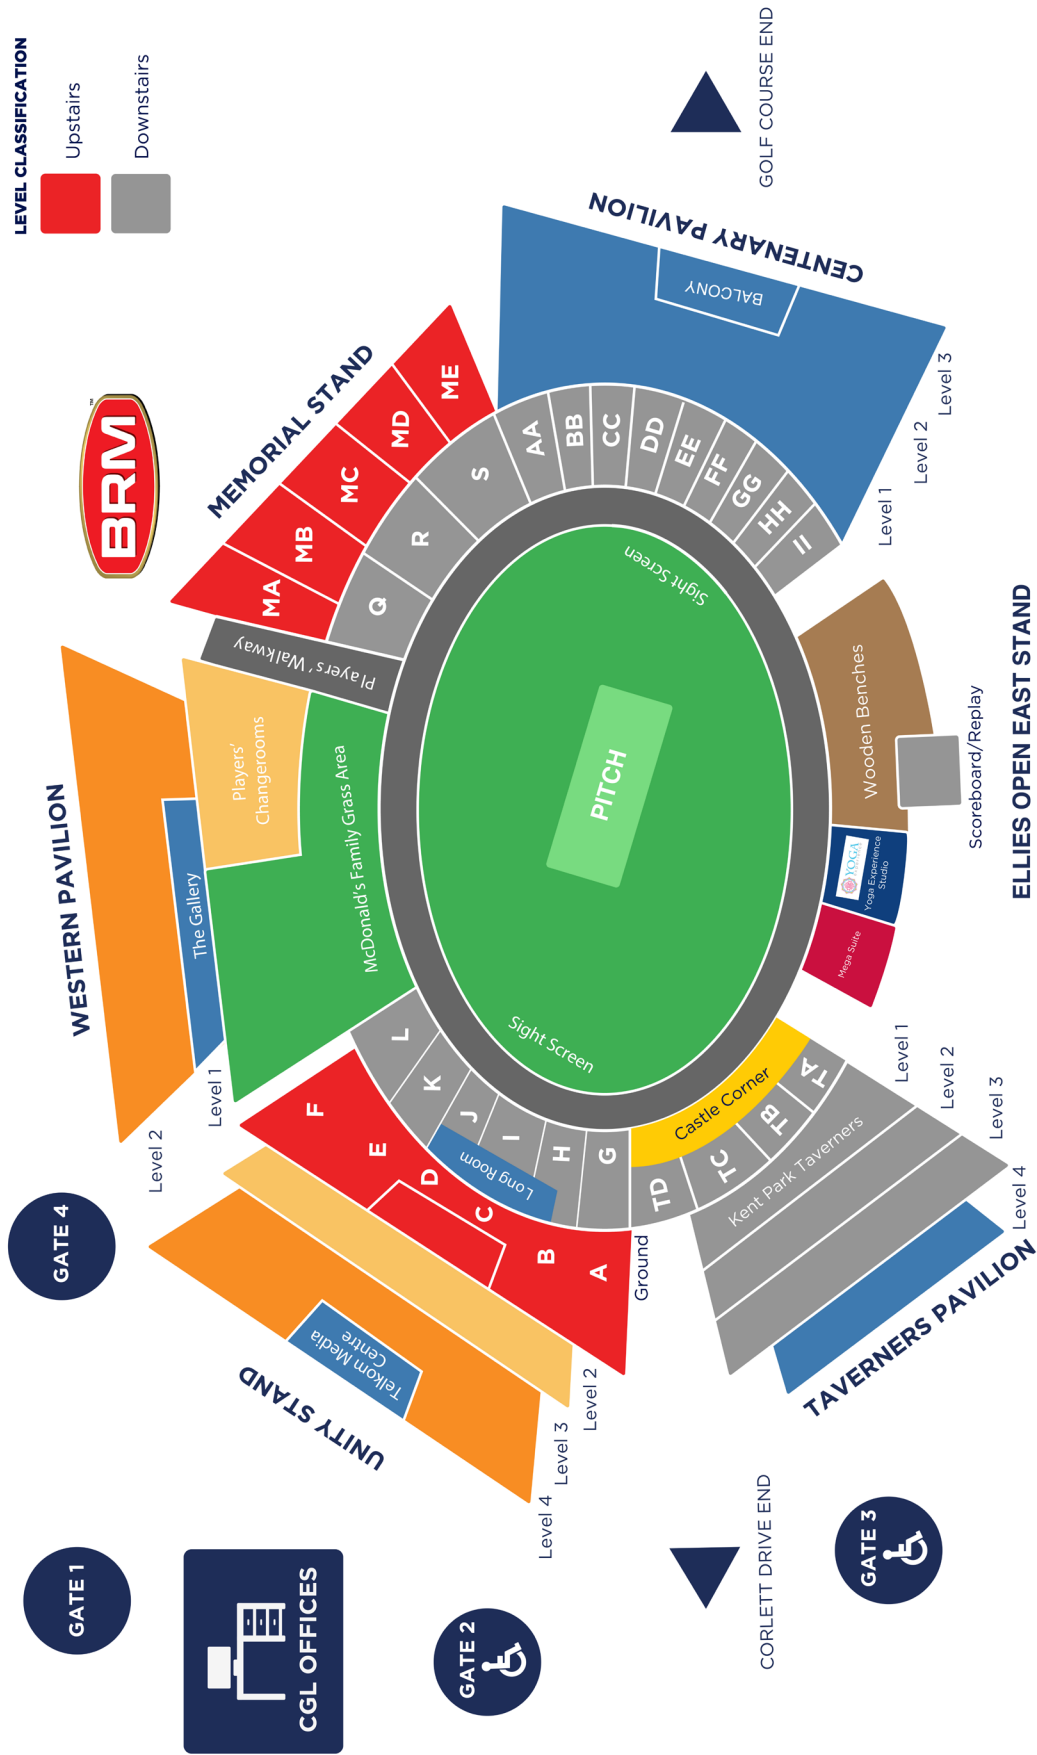 LEVEL CLASSIFICATION
Upstairs
Downstairs
BRM
™
GOLF COURSE END
CENTENARY PAVILION
BALCONY
Level 1
Level 2
Level 3
MEMORIAL STAND
MA
MB
MC
MD
ME
Q
R
S
AA
BB
CC
DD
EE
FF
GG
HH
II
Players' Walkway
Sight Screen
PITCH
Sight Screen
WESTERN PAVILION
The Gallery
Players'
Changerooms
McDonald's Family Grass Area
Level 1
Level 2
ELLIES OPEN EAST STAND
Wooden Benches
Scoreboard/Replay
YOGA
Yoga Experience
Studio
Mega Suite
GATE 4
UNITY STAND
Telkom Media
Centre
F
E
D
C
B
A
L
K
J
I
H
G
Long Room
Ground
Level 2
Level 3
Level 4
Castle Corner
TA
TB
TC
TD
Kent Park Taverners
Level 1
Level 2
Level 3
Level 4
TAVERNERS PAVILION
GATE 1
CGL OFFICES
GATE 2
CORLETT DRIVE END
GATE 3